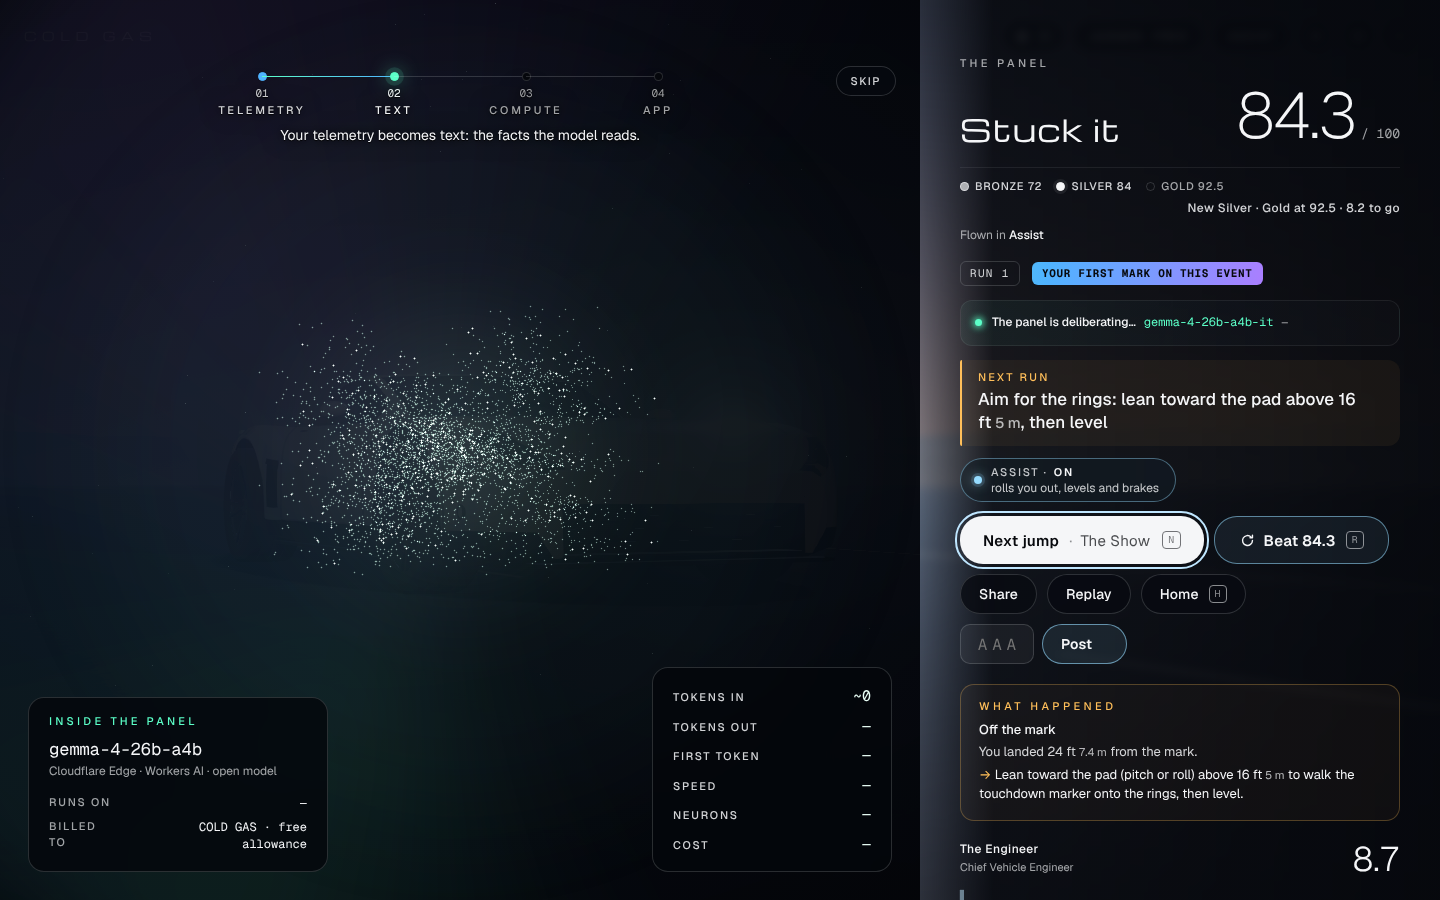 COLD GAS
01
TELEMETRY
02
TEXT
03
COMPUTE
04
APP
SKIP
Your telemetry becomes text: the facts the model reads.
INSIDE THE PANEL
gemma-4-26b-a4b
Cloudflare Edge · Workers AI · open model
RUNS ON —
BILLED TO COLD GAS · free allowance
TOKENS IN ~0
TOKENS OUT —
FIRST TOKEN —
SPEED —
NEURONS —
COST —
THE PANEL
Stuck it 84.3 / 100
BRONZE 72 SILVER 84 GOLD 92.5
New Silver · Gold at 92.5 · 8.2 to go
Flown in Assist
RUN 1 YOUR FIRST MARK ON THIS EVENT
The panel is deliberating… gemma-4-26b-a4b-it —
NEXT RUN
Aim for the rings: lean toward the pad above 16
ft 5 m, then level
ASSIST · ON
rolls you out, levels and brakes
Next jump · The Show N
Beat 84.3 R
Share Replay Home H
AAA Post
WHAT HAPPENED
Off the mark
You landed 24 ft 7.4 m from the mark.
→ Lean toward the pad (pitch or roll) above 16 ft 5 m to walk the
touchdown marker onto the rings, then level.
The Engineer 8.7
Chief Vehicle Engineer